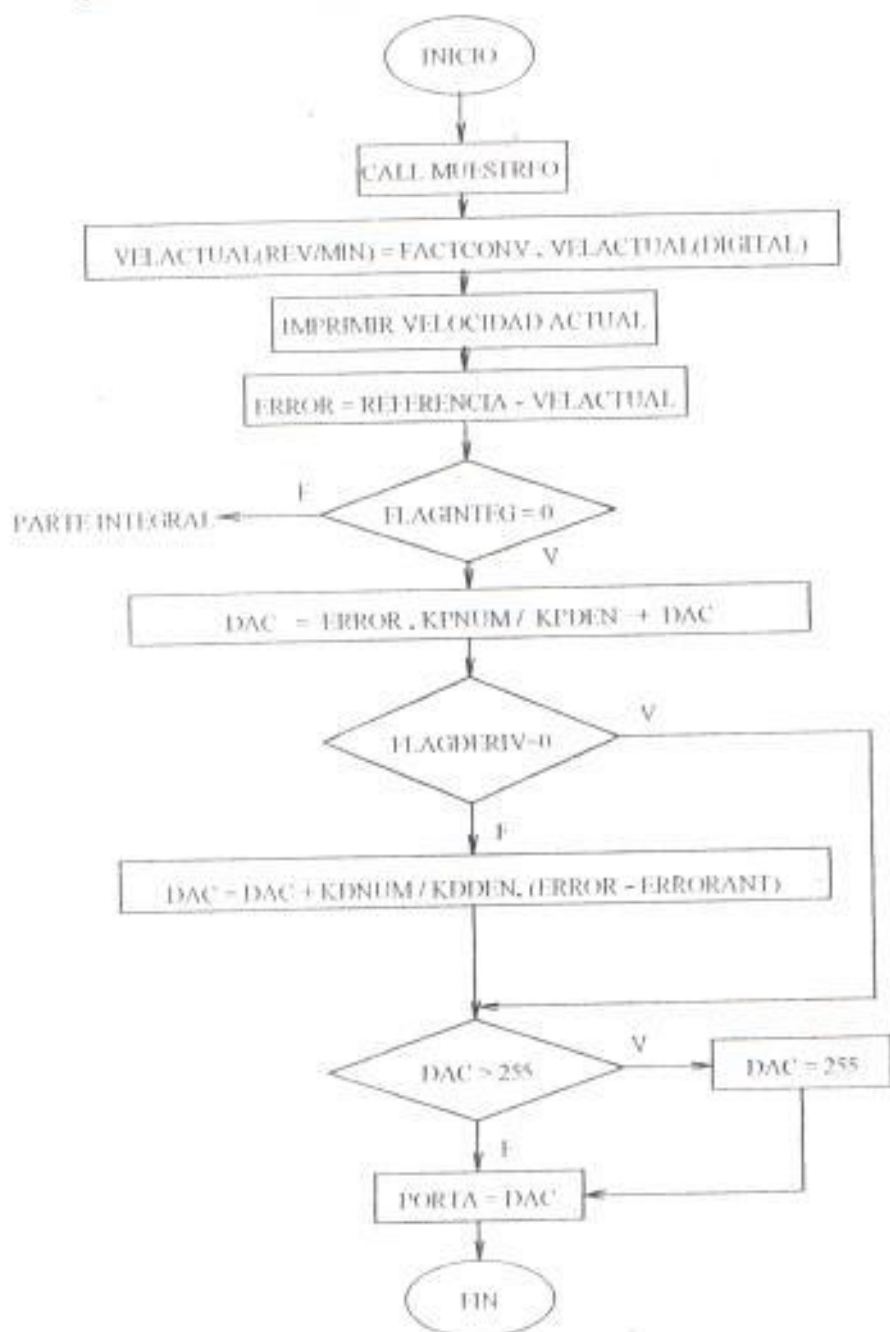 INICIO
CALL MUESTREO
VELACTUAL(REV/MIN) = FACTCONV . VELACTUAL(DIGITAL)
IMPRIMIR VELOCIDAD ACTUAL
ERROR = REFERENCIA - VELACTUAL
F
PARTE INTEGRAL
FLAGINTEG = 0
V
DAC = ERROR . KPNUM / KPDEN + DAC
V
FLAGDERIV=0
F
DAC = DAC + KDNUM / KDDEN. (ERROR - ERRORANT)
V
DAC > 255
DAC = 255
F
PORTA = DAC
FIN